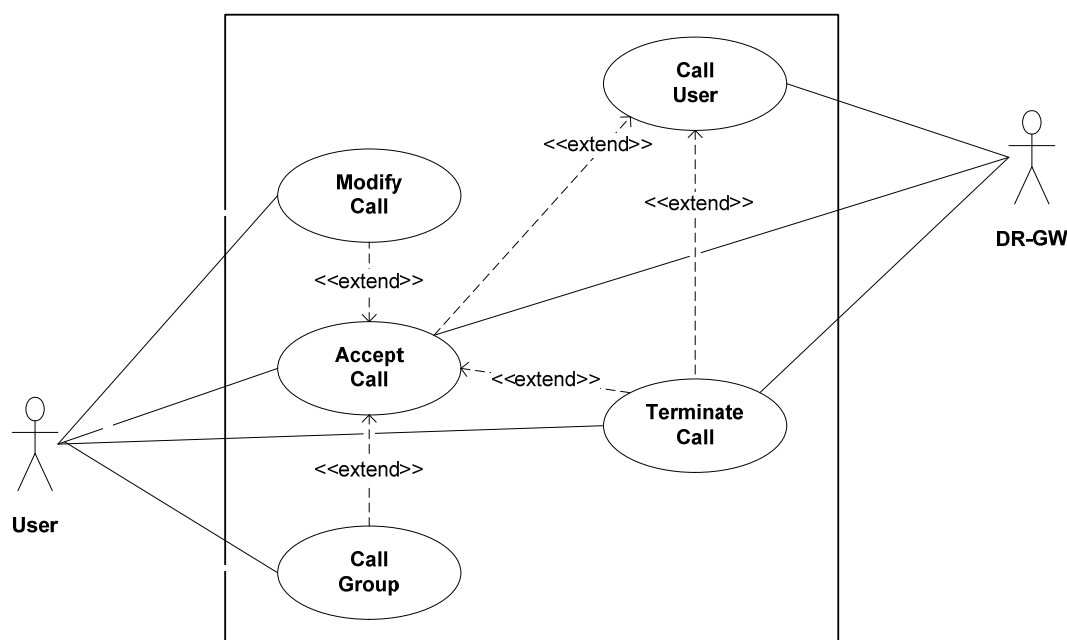 Call
User
<<extend>>
Modify
Call
<<extend>>
DR-GW
<<extend>>
Accept
Call
<<extend>>
Terminate
Call
<<extend>>
User
Call
Group